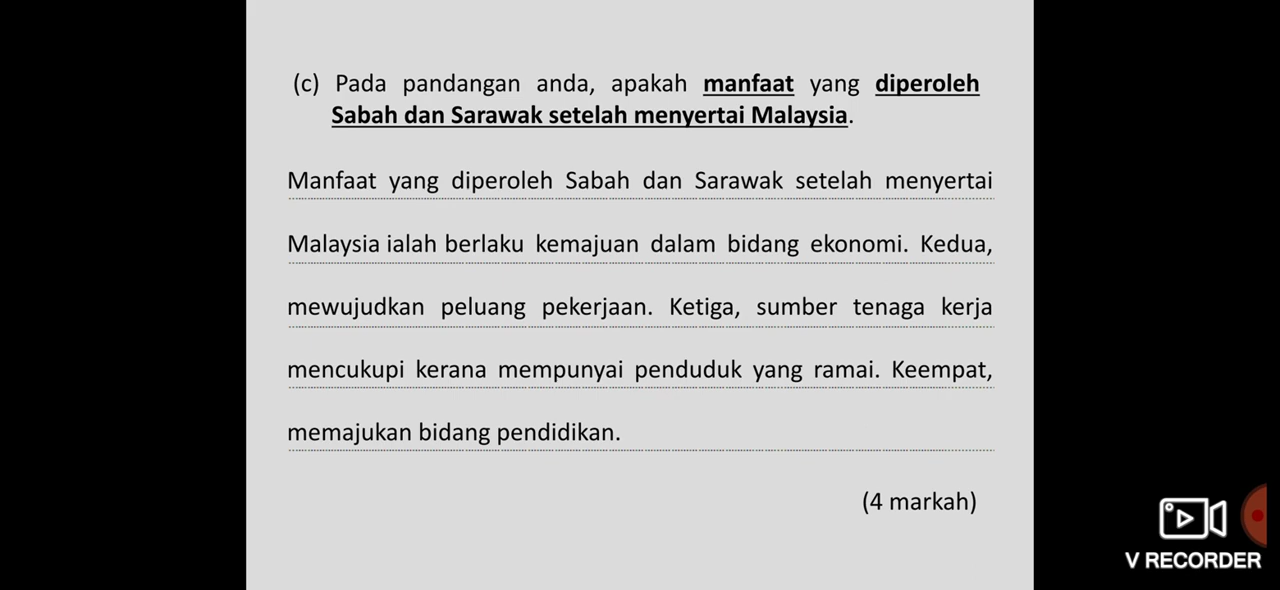 (c) Pada pandangan anda, apakah manfaat yang diperoleh
Sabah dan Sarawak setelah menyertai Malaysia.
Manfaat yang diperoleh Sabah dan Sarawak setelah menyertai
Malaysia ialah berlaku kemajuan dalam bidang ekonomi. Kedua,
mewujudkan peluang pekerjaan. Ketiga, sumber tenaga kerja
mencukupi kerana mempunyai penduduk yang ramai. Keempat,
memajukan bidang pendidikan.
(4 markah)
V RECORDER